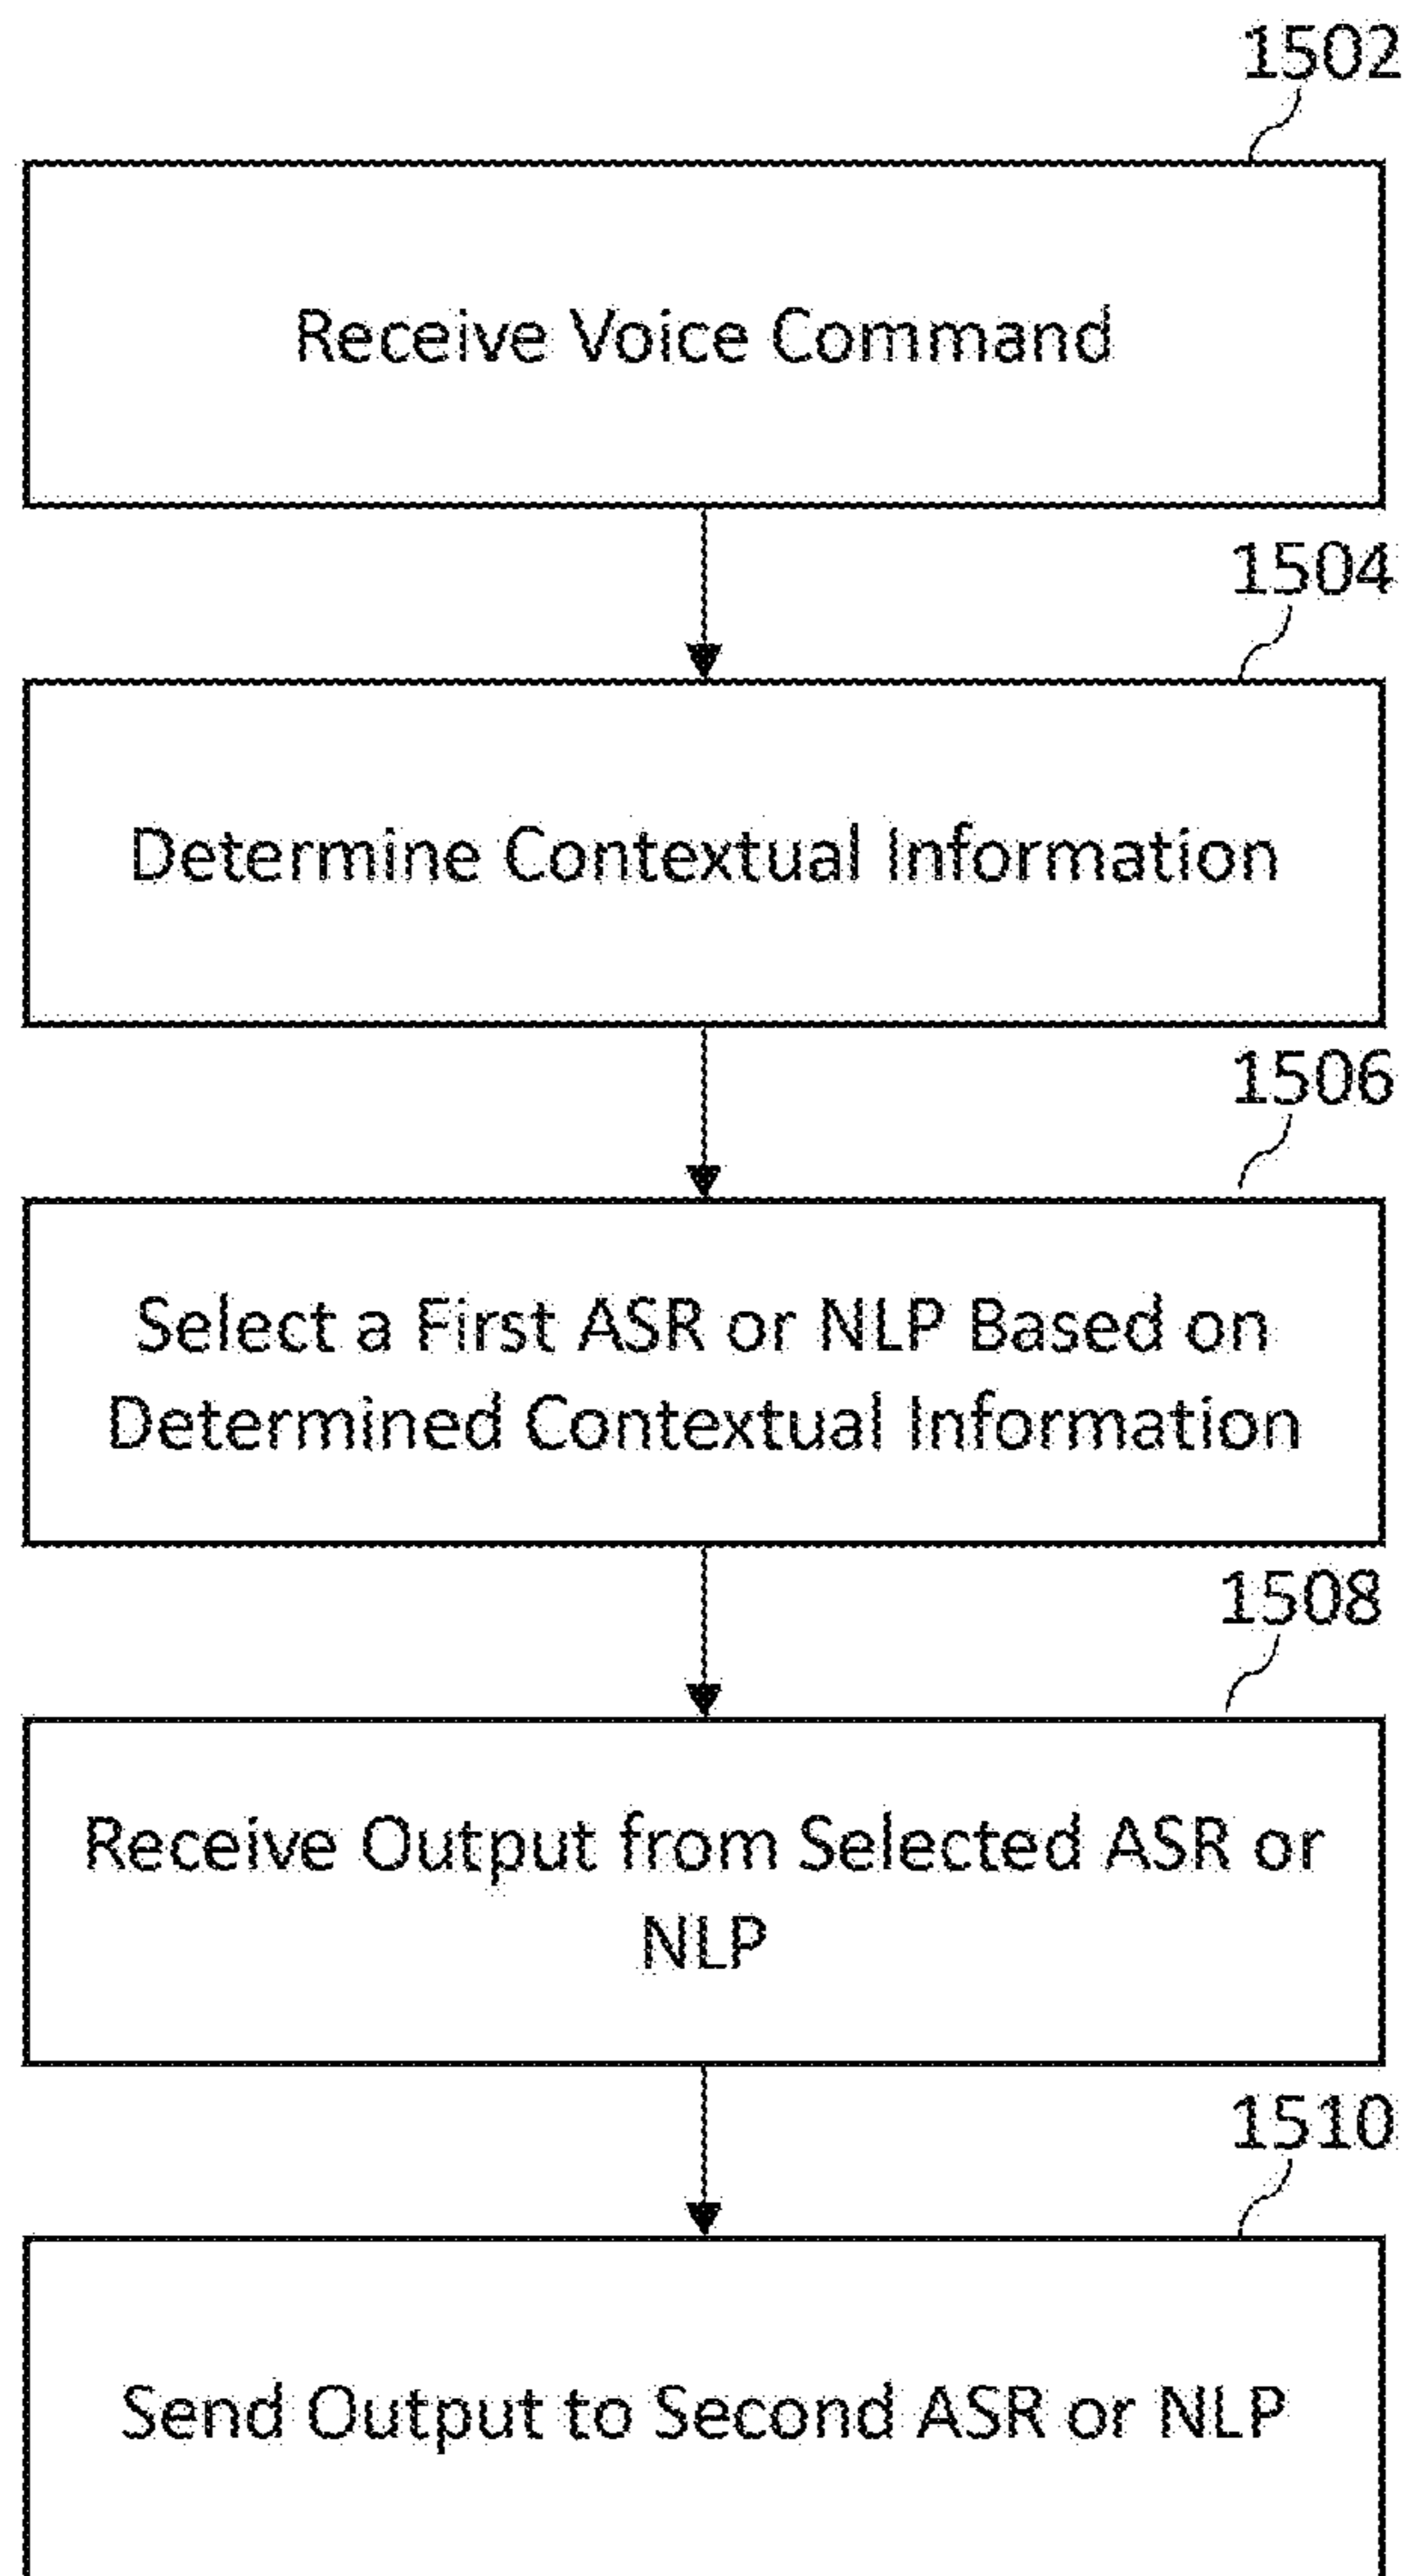 1502
Receive Voice Command
1504
Determine Contextual Information
1506
Select a First ASR or NLP Based on
Determined Contextual Information
1508
Receive Output from Selected ASR or
NLP
1510
Send Output to Second ASR or NLP